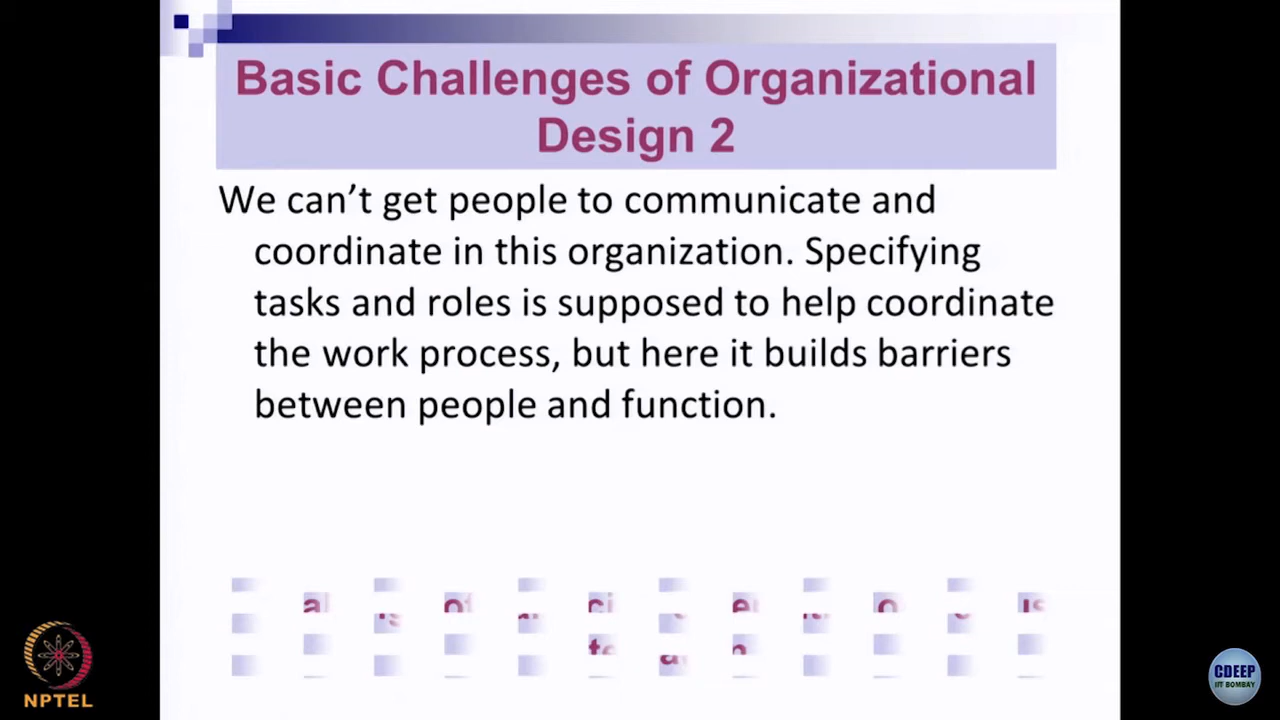 Basic Challenges of Organizational
Design 2
We can’t get people to communicate and
coordinate in this organization. Specifying
tasks and roles is supposed to help coordinate
the work process, but here it builds barriers
between people and function.
NPTEL
CDEEP
IIT BOMBAY